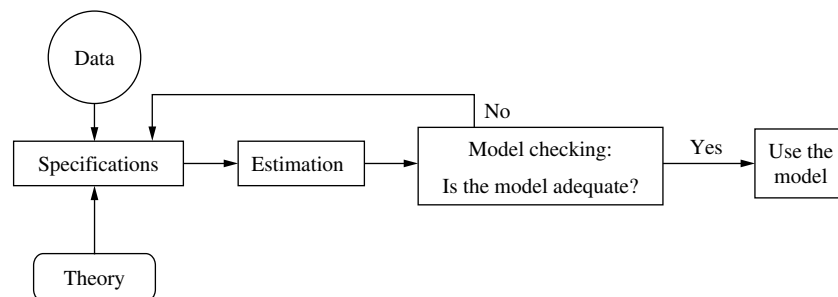 Data
No
Specifications
Estimation
Model checking:
Is the model adequate?
Yes
Use the
model
Theory